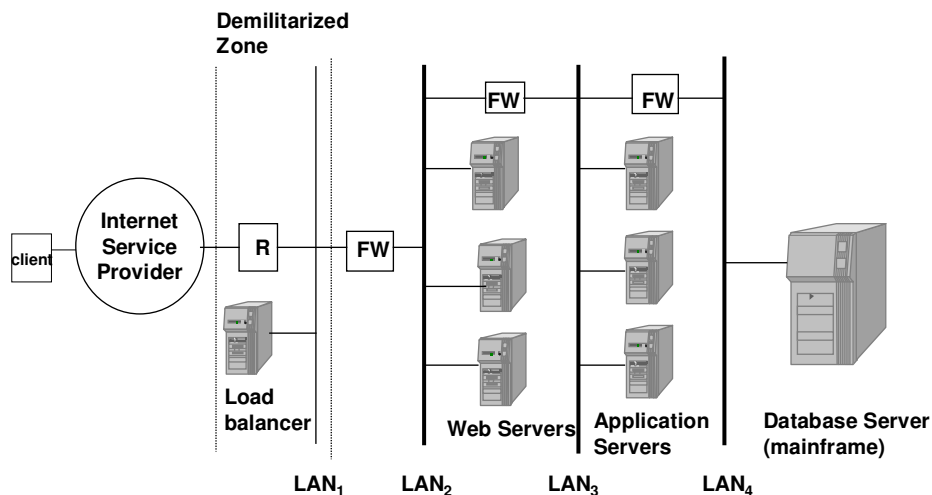 Demilitarized
Zone
FW
FW
Internet
Service
Provider
client
R
FW
Load
balancer
Web Servers
Application
Servers
Database Server
(mainframe)
LAN₁
LAN₂
LAN₃
LAN₄